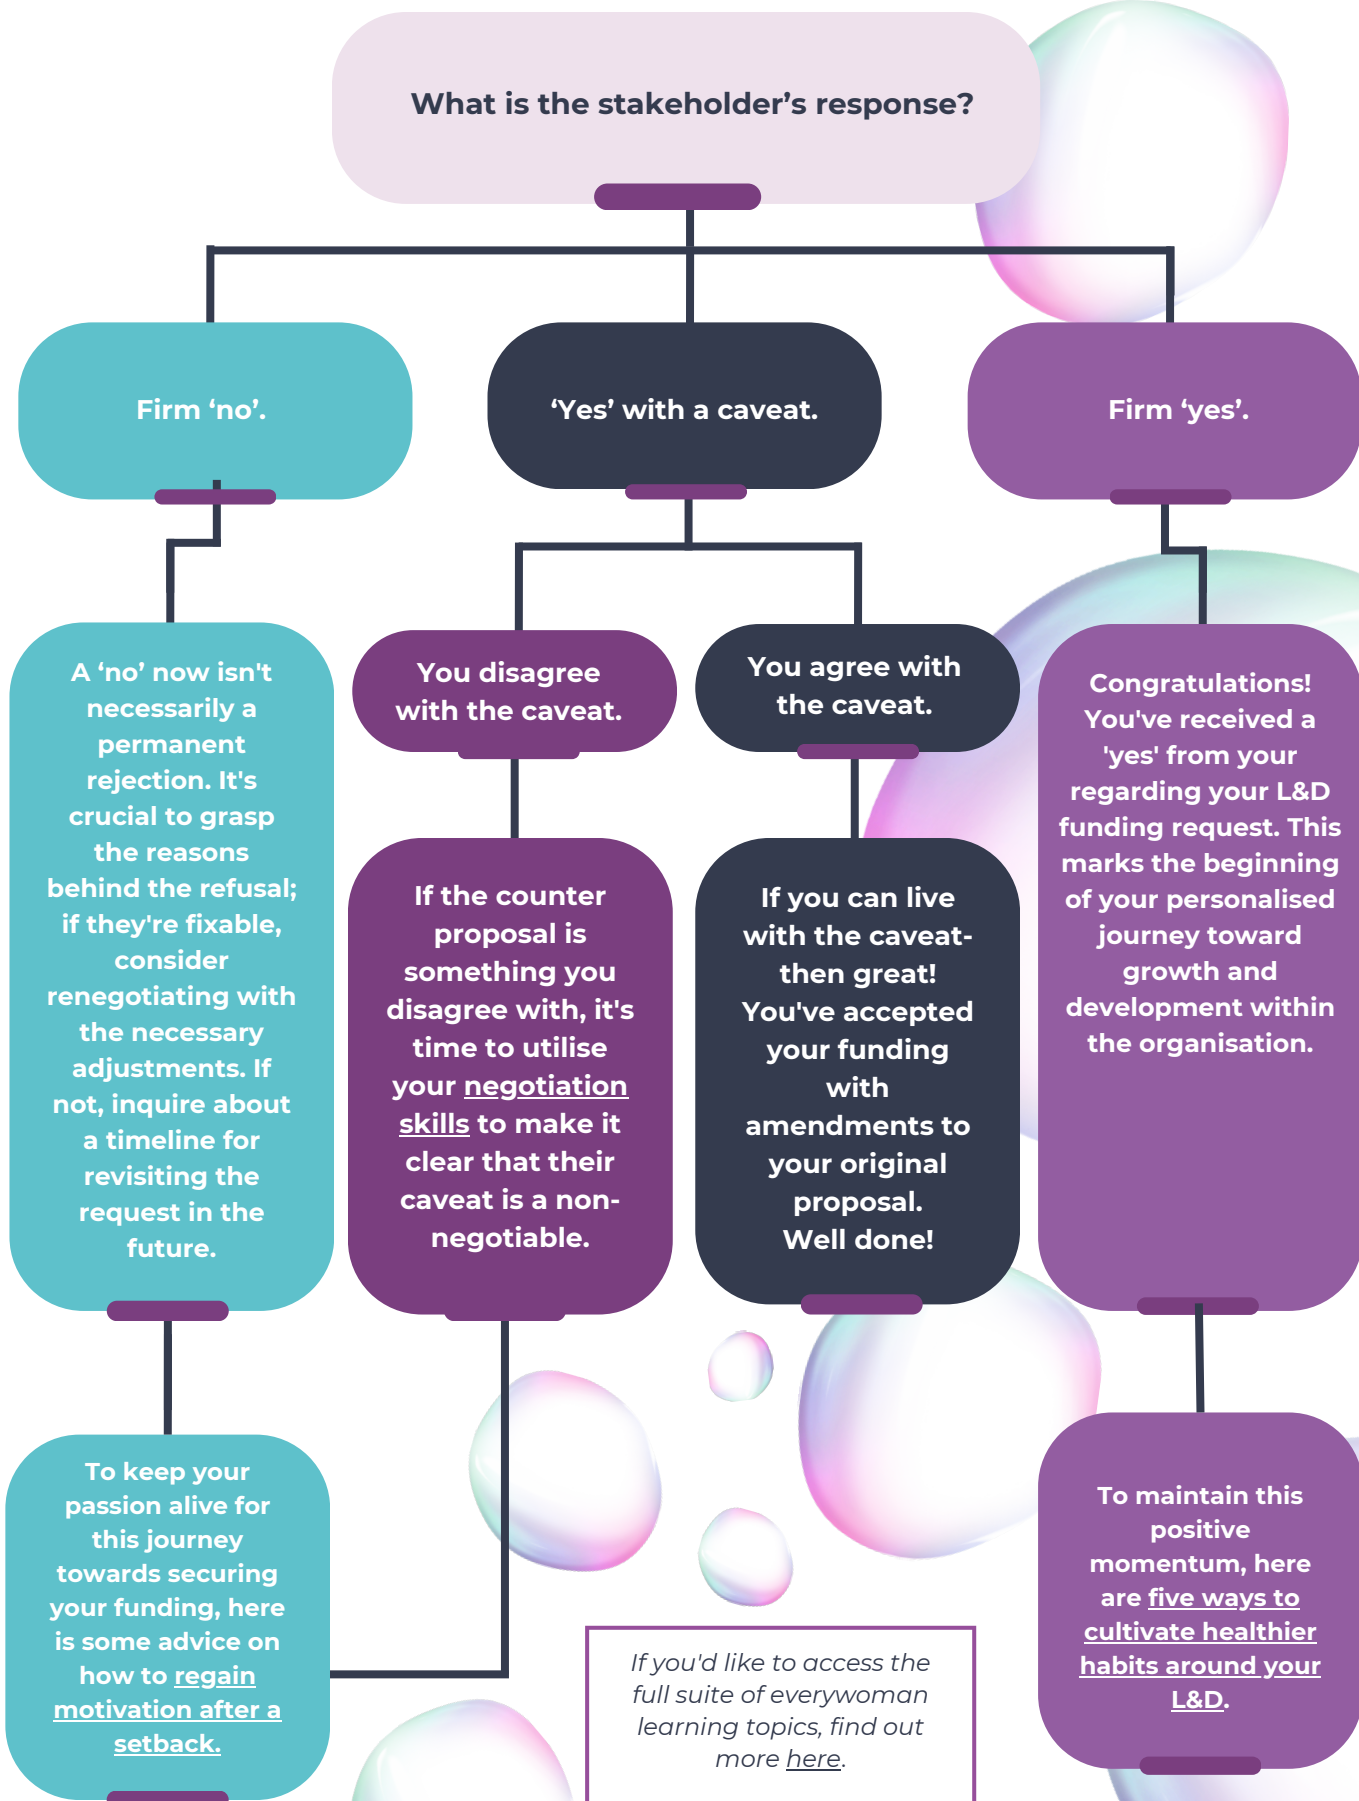 What is the stakeholder’s response?
Firm ‘no’.
‘Yes’ with a caveat.
Firm ‘yes’.
A ‘no’ now isn't
necessarily a
permanent
rejection. It's
crucial to grasp
the reasons
behind the refusal;
if they're fixable,
consider
renegotiating with
the necessary
adjustments. If
not, inquire about
a timeline for
revisiting the
request in the
future.
You disagree
with the caveat.
You agree with
the caveat.
Congratulations!
You've received a
'yes' from your
regarding your L&D
funding request. This
marks the beginning
of your personalised
journey toward
growth and
development within
the organisation.
If the counter
proposal is
something you
disagree with, it's
time to utilise
your negotiation
skills to make it
clear that their
caveat is a non-
negotiable.
If you can live
with the caveat-
then great!
You've accepted
your funding
with
amendments to
your original
proposal.
Well done!
To keep your
passion alive for
this journey
towards securing
your funding, here
is some advice on
how to regain
motivation after a
setback.
To maintain this
positive
momentum, here
are five ways to
cultivate healthier
habits around your
L&D.
If you'd like to access the
full suite of everywoman
learning topics, find out
more here.